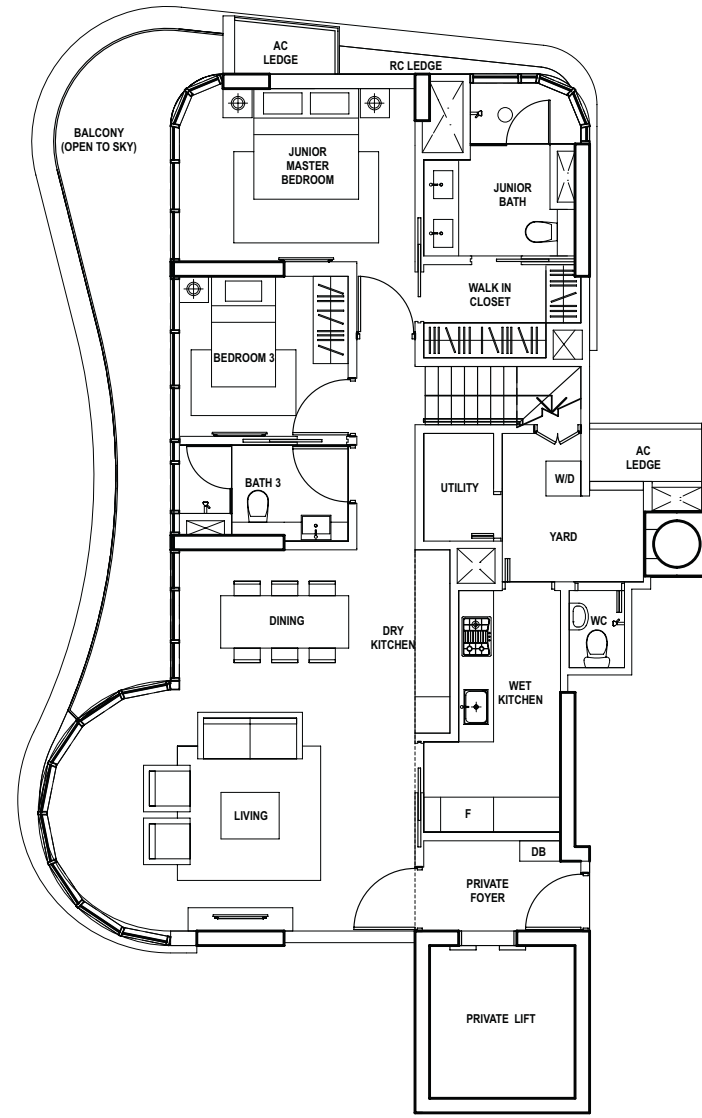 AC
LEDGE
RC LEDGE
BALCONY
(OPEN TO SKY)
JUNIOR
MASTER
BEDROOM
JUNIOR
BATH
WALK IN
CLOSET
BEDROOM 3
AC
LEDGE
BATH 3
UTILITY
W/D
YARD
DINING
DRY
KITCHEN
WC
WET
KITCHEN
LIVING
F
DB
PRIVATE
FOYER
PRIVATE LIFT